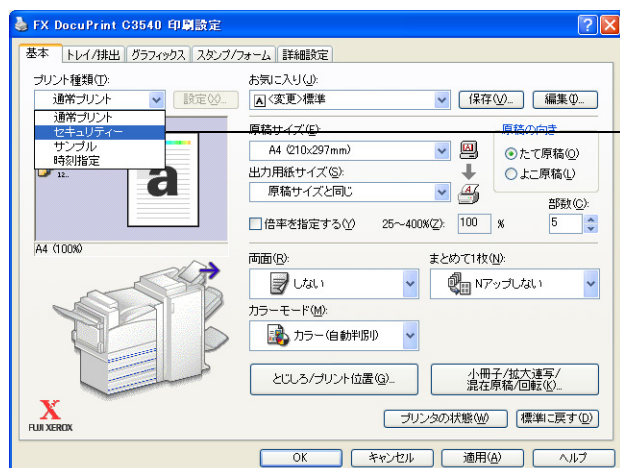 FX DocuPrint C3540 印刷設定
基本 トレイ/排出 グラフィックス スタンプ/フォーム 詳細設定
プリント種類(T):
通常プリント 設定(X)...
通常プリント
セキュリティー
サンプル
時刻指定
12..
a
A4 (100%)
お気に入り(J):
A <変更>標準 保存(V)... 編集(I)...
原稿サイズ(E):
A4 (210x297mm)
出力用紙サイズ(S):
原稿サイズと同じ
倍率を指定する(Y) 25~400%(Z): 100 %
原稿の向き
たて原稿(O)
よこ原稿(L)
部数(C):
5
両面(R): まとめて1枚(N):
しない Nアップしない
カラーモード(M):
カラー(自動判別)
とじしろ/プリント位置(G)...
小冊子/拡大連写/
混在原稿/回転(K)...
X
FUJI XEROX
プリンタの状態(W) 標準に戻す(D)
OK キャンセル 適用(A) ヘルプ